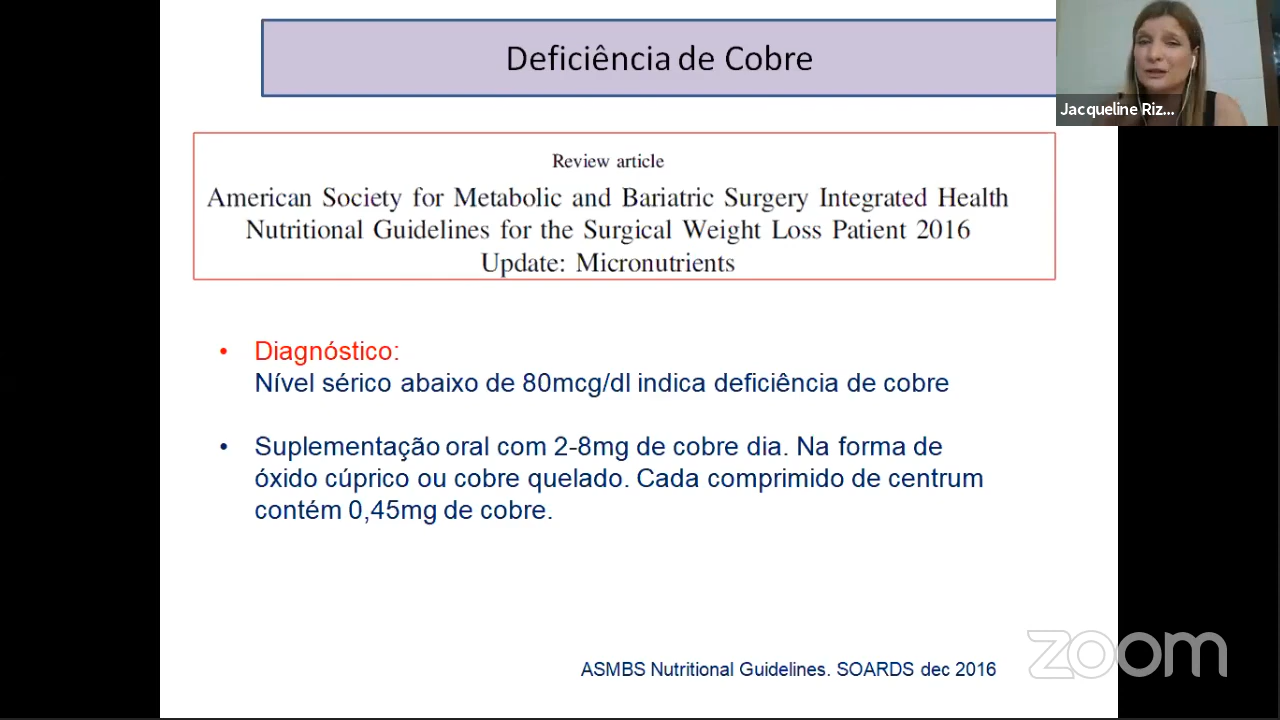 Deficiência de Cobre
Jacqueline Riz...
Review article
American Society for Metabolic and Bariatric Surgery Integrated Health
Nutritional Guidelines for the Surgical Weight Loss Patient 2016
Update: Micronutrients
• Diagnóstico:
Nível sérico abaixo de 80mcg/dl indica deficiência de cobre
• Suplementação oral com 2-8mg de cobre dia. Na forma de
óxido cúprico ou cobre quelado. Cada comprimido de centrum
contém 0,45mg de cobre.
ASMBS Nutritional Guidelines. SOARDS dec 2016
zoom